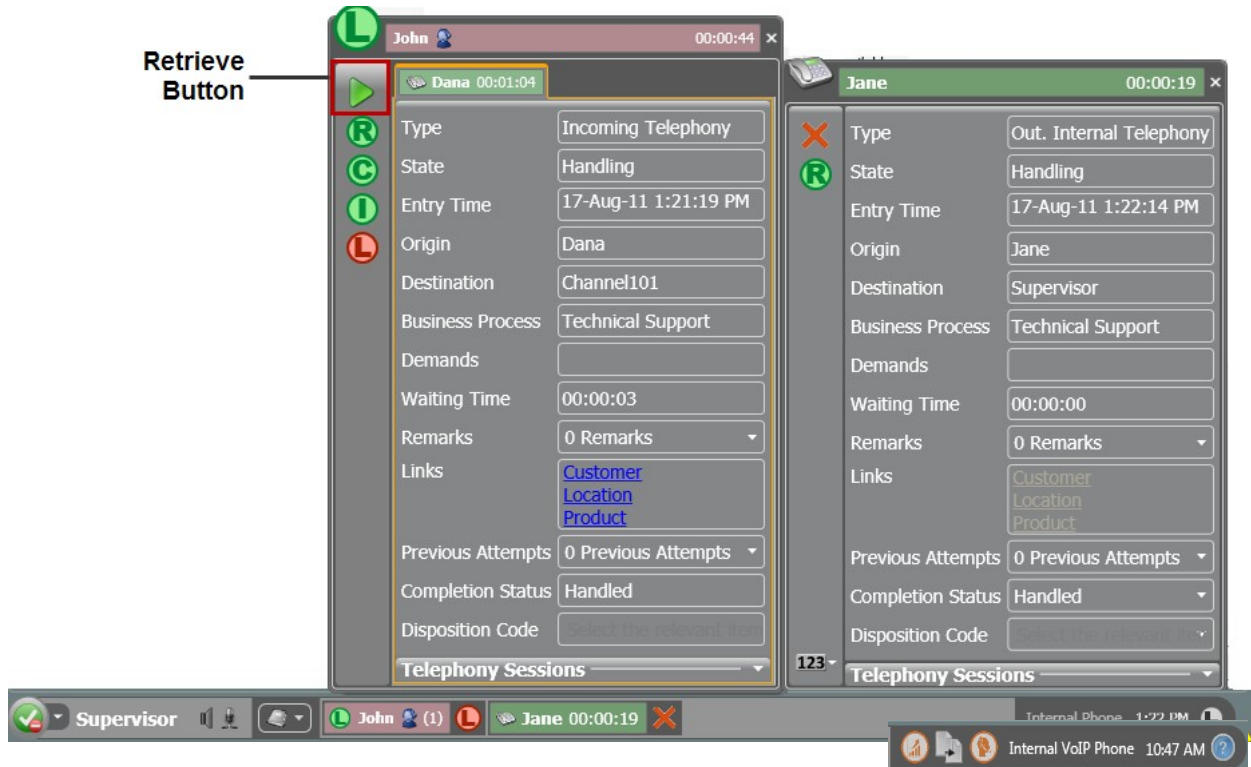 Retrieve
Button
L
John 00:00:44 ×
Dana 00:01:04
R
C
I
L
Type Incoming Telephony
State Handling
Entry Time 17-Aug-11 1:21:19 PM
Origin Dana
Destination Channel101
Business Process Technical Support
Demands
Waiting Time 00:00:03
Remarks 0 Remarks
Links Customer
Location
Product
Previous Attempts 0 Previous Attempts
Completion Status Handled
Disposition Code Select the relevant item
Telephony Sessions
Jane 00:00:19 ×
R
Type Out. Internal Telephony
State Handling
Entry Time 17-Aug-11 1:22:14 PM
Origin Jane
Destination Supervisor
Business Process Technical Support
Demands
Waiting Time 00:00:00
Remarks 0 Remarks
Links Customer
Location
Product
Previous Attempts 0 Previous Attempts
Completion Status Handled
Disposition Code Select the relevant
123
Telephony Sessions
Supervisor L John (1) L Jane 00:00:19 Internal Phone 1:22 PM
Internal VoIP Phone 10:47 AM ?